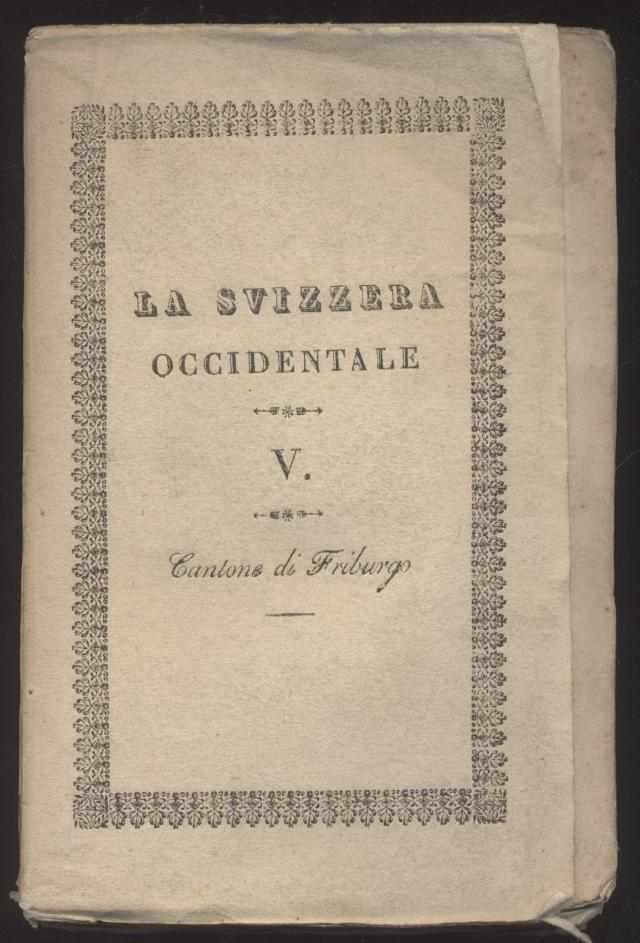 LA SVIZZERA
OCCIDENTALE
V.
Cantone di Friburgo